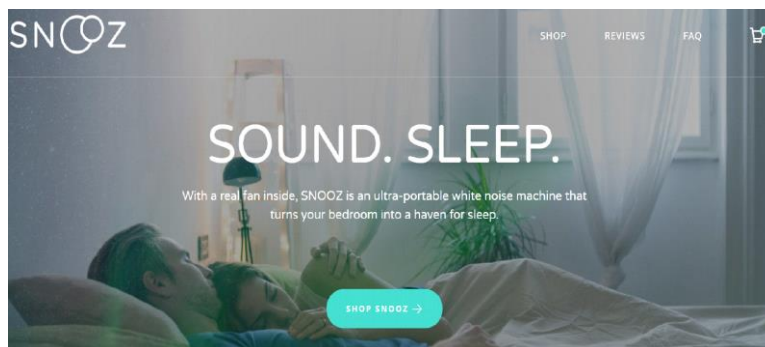 SNOOZ
SHOP
REVIEWS
FAQ
SOUND. SLEEP.
With a real fan inside, SNOOZ is an ultra-portable white noise machine that
turns your bedroom into a haven for sleep.
SHOP SNOOZ →